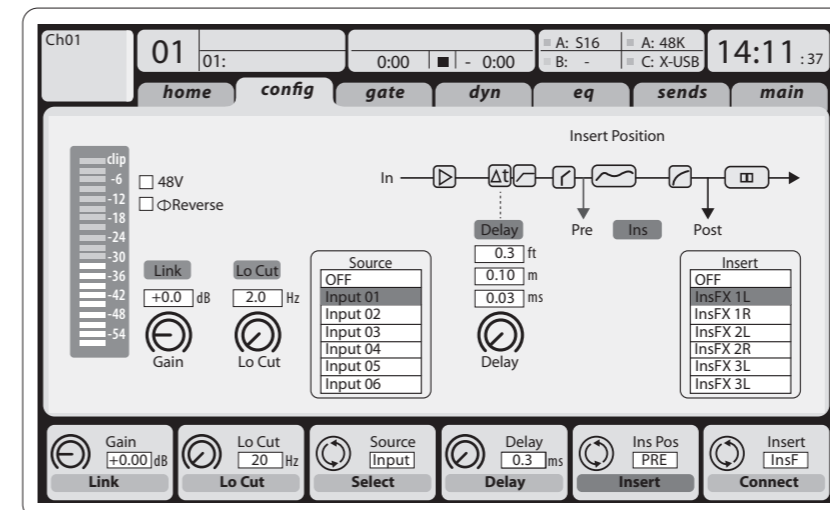 Ch01
01
01:
0:00
- 0:00
A: S16
B: -
A: 48K
C: X-USB
14:11 :37
home
config
gate
dyn
eq
sends
main
Insert Position
clip
-6
-12
-18
-24
-30
-36
-42
-48
-54
48V
ΦReverse
In
Δt
Delay
Pre
Ins
Post
0.3 ft
0.10 m
0.03 ms
Delay
Link
+0.0 dB
Gain
Lo Cut
2.0 Hz
Lo Cut
Source
OFF
Input 01
Input 02
Input 03
Input 04
Input 05
Input 06
Insert
OFF
InsFX 1L
InsFX 1R
InsFX 2L
InsFX 2R
InsFX 3L
InsFX 3L
Gain
+0.00 dB
Link
Lo Cut
20 Hz
Lo Cut
Source
Input
Select
Delay
0.3 ms
Delay
Ins Pos
PRE
Insert
Insert
InsF
Connect